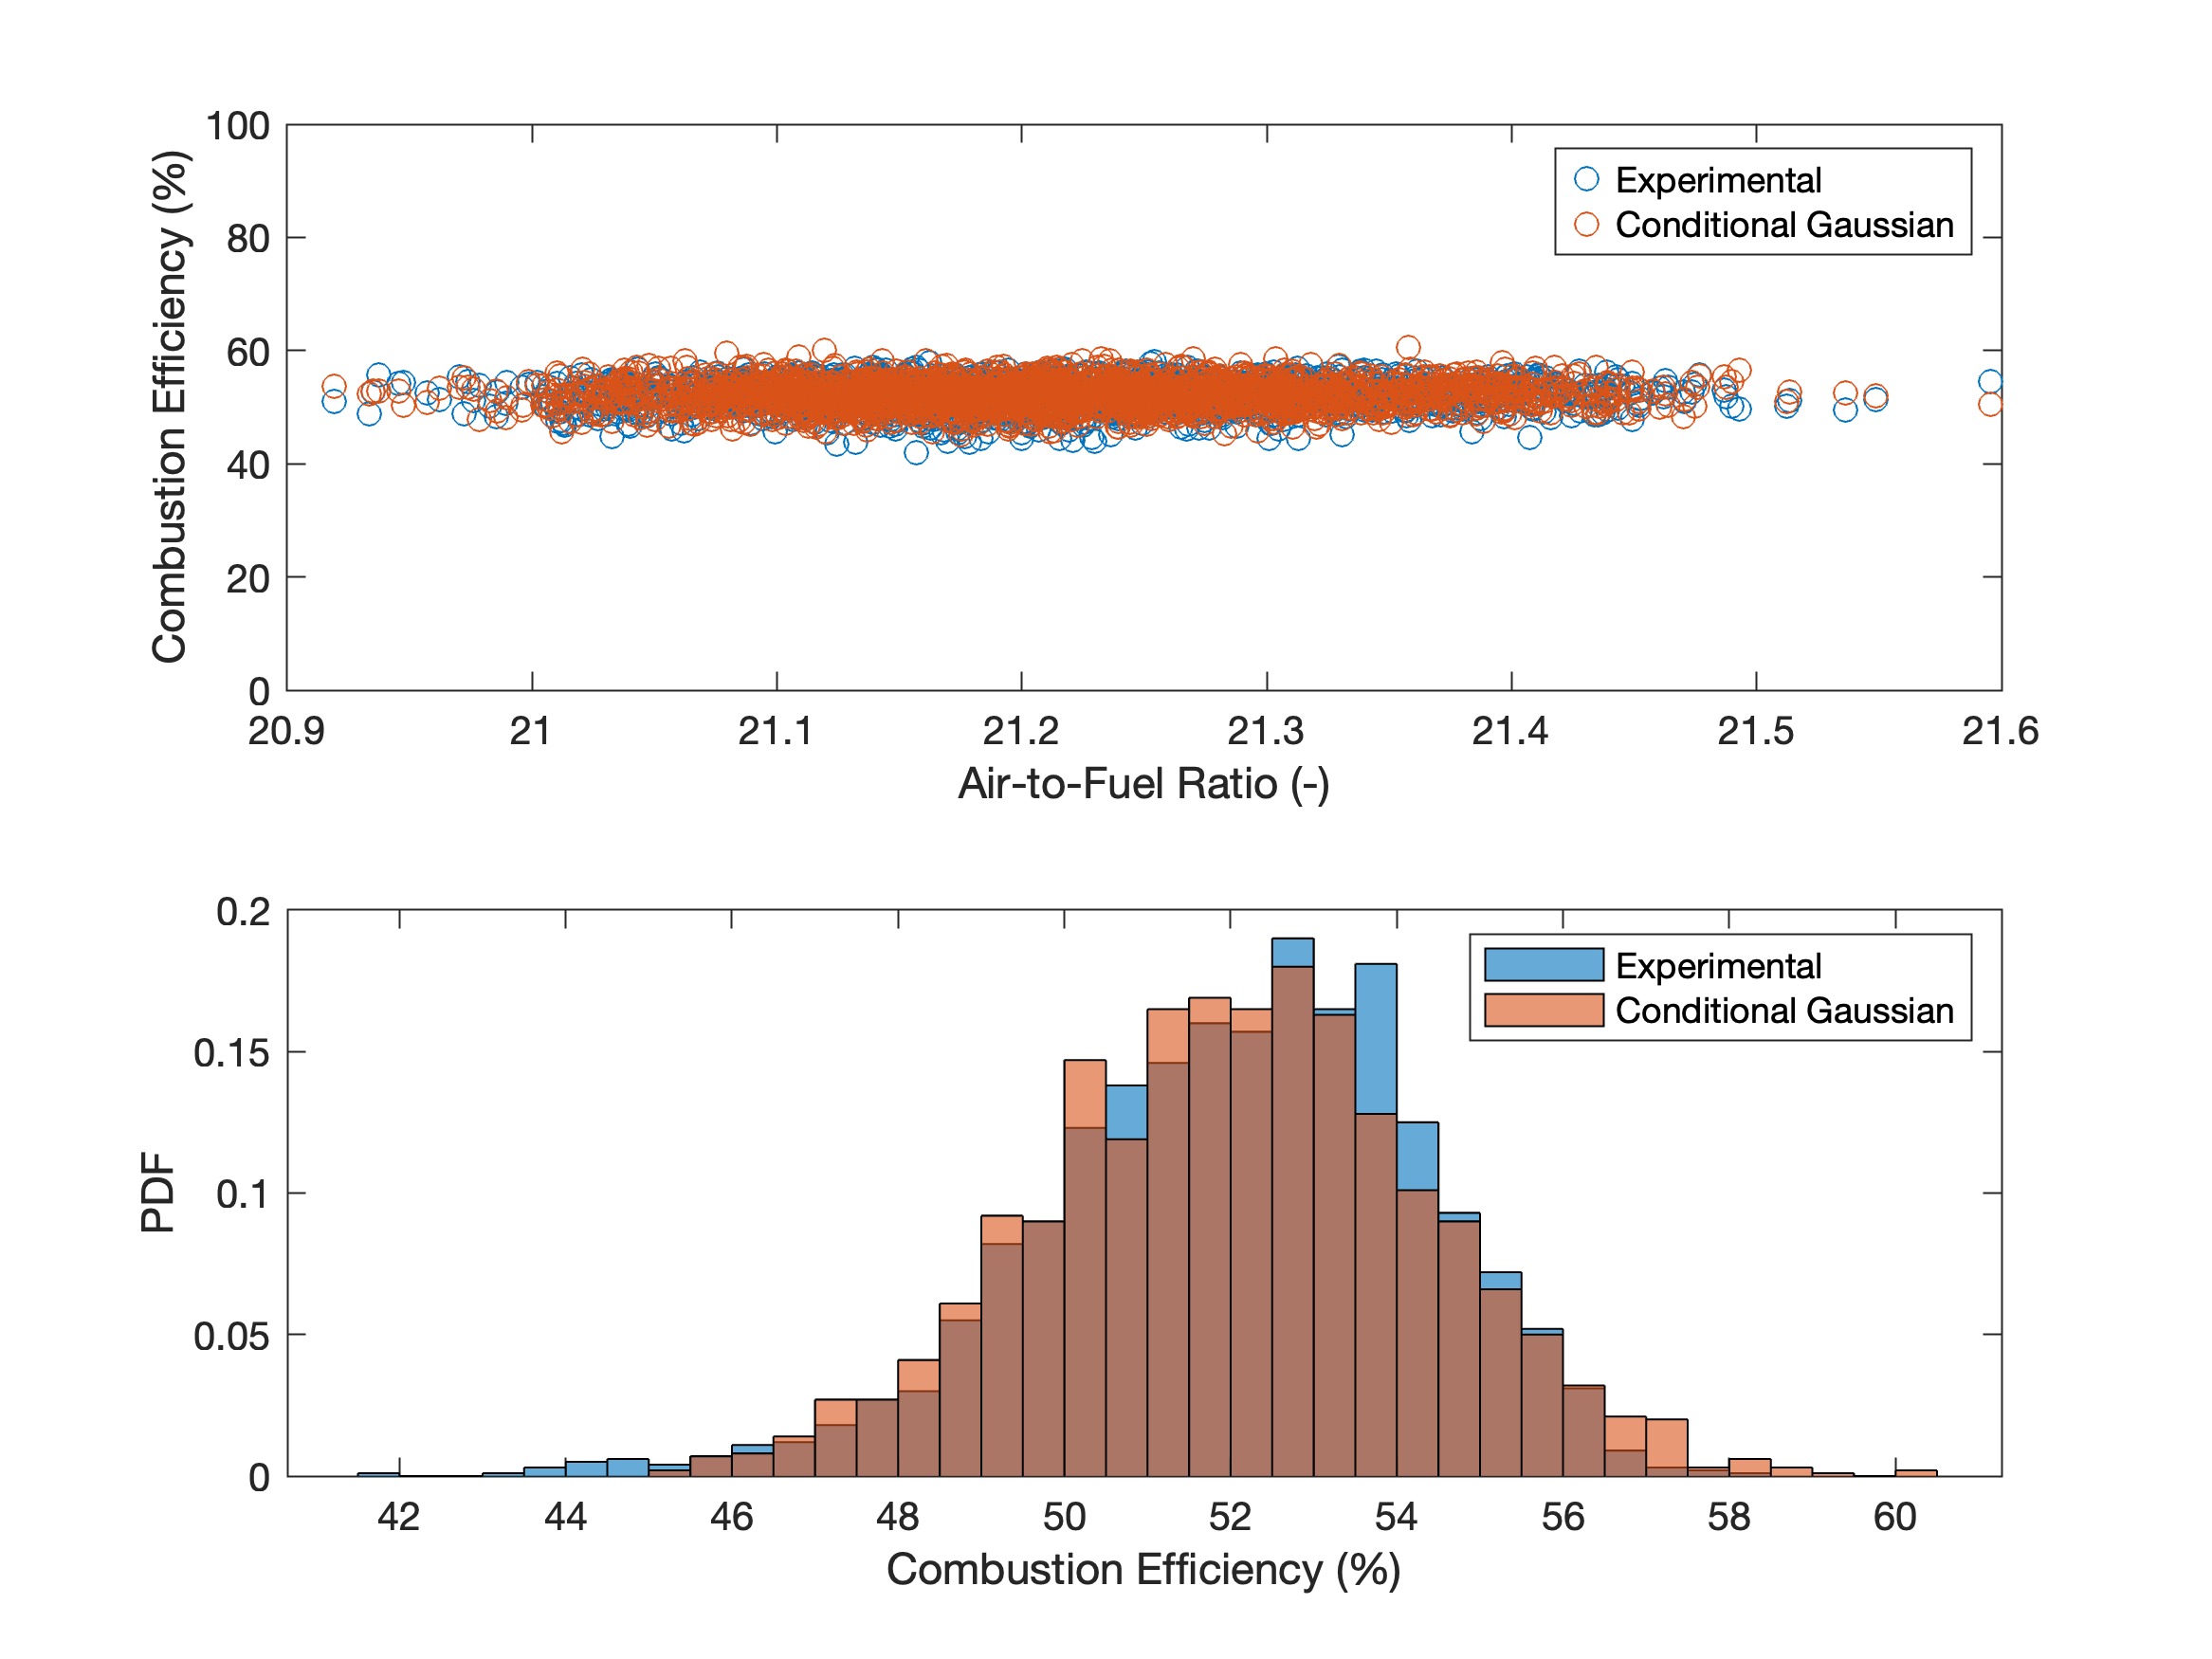 Combustion Efficiency (%)
100
80
60
40
20
0
Experimental
Conditional Gaussian
20.9 21 21.1 21.2 21.3 21.4 21.5 21.6
Air-to-Fuel Ratio (-)
PDF
0.2
0.15
0.1
0.05
0
Experimental
Conditional Gaussian
42 44 46 48 50 52 54 56 58 60
Combustion Efficiency (%)